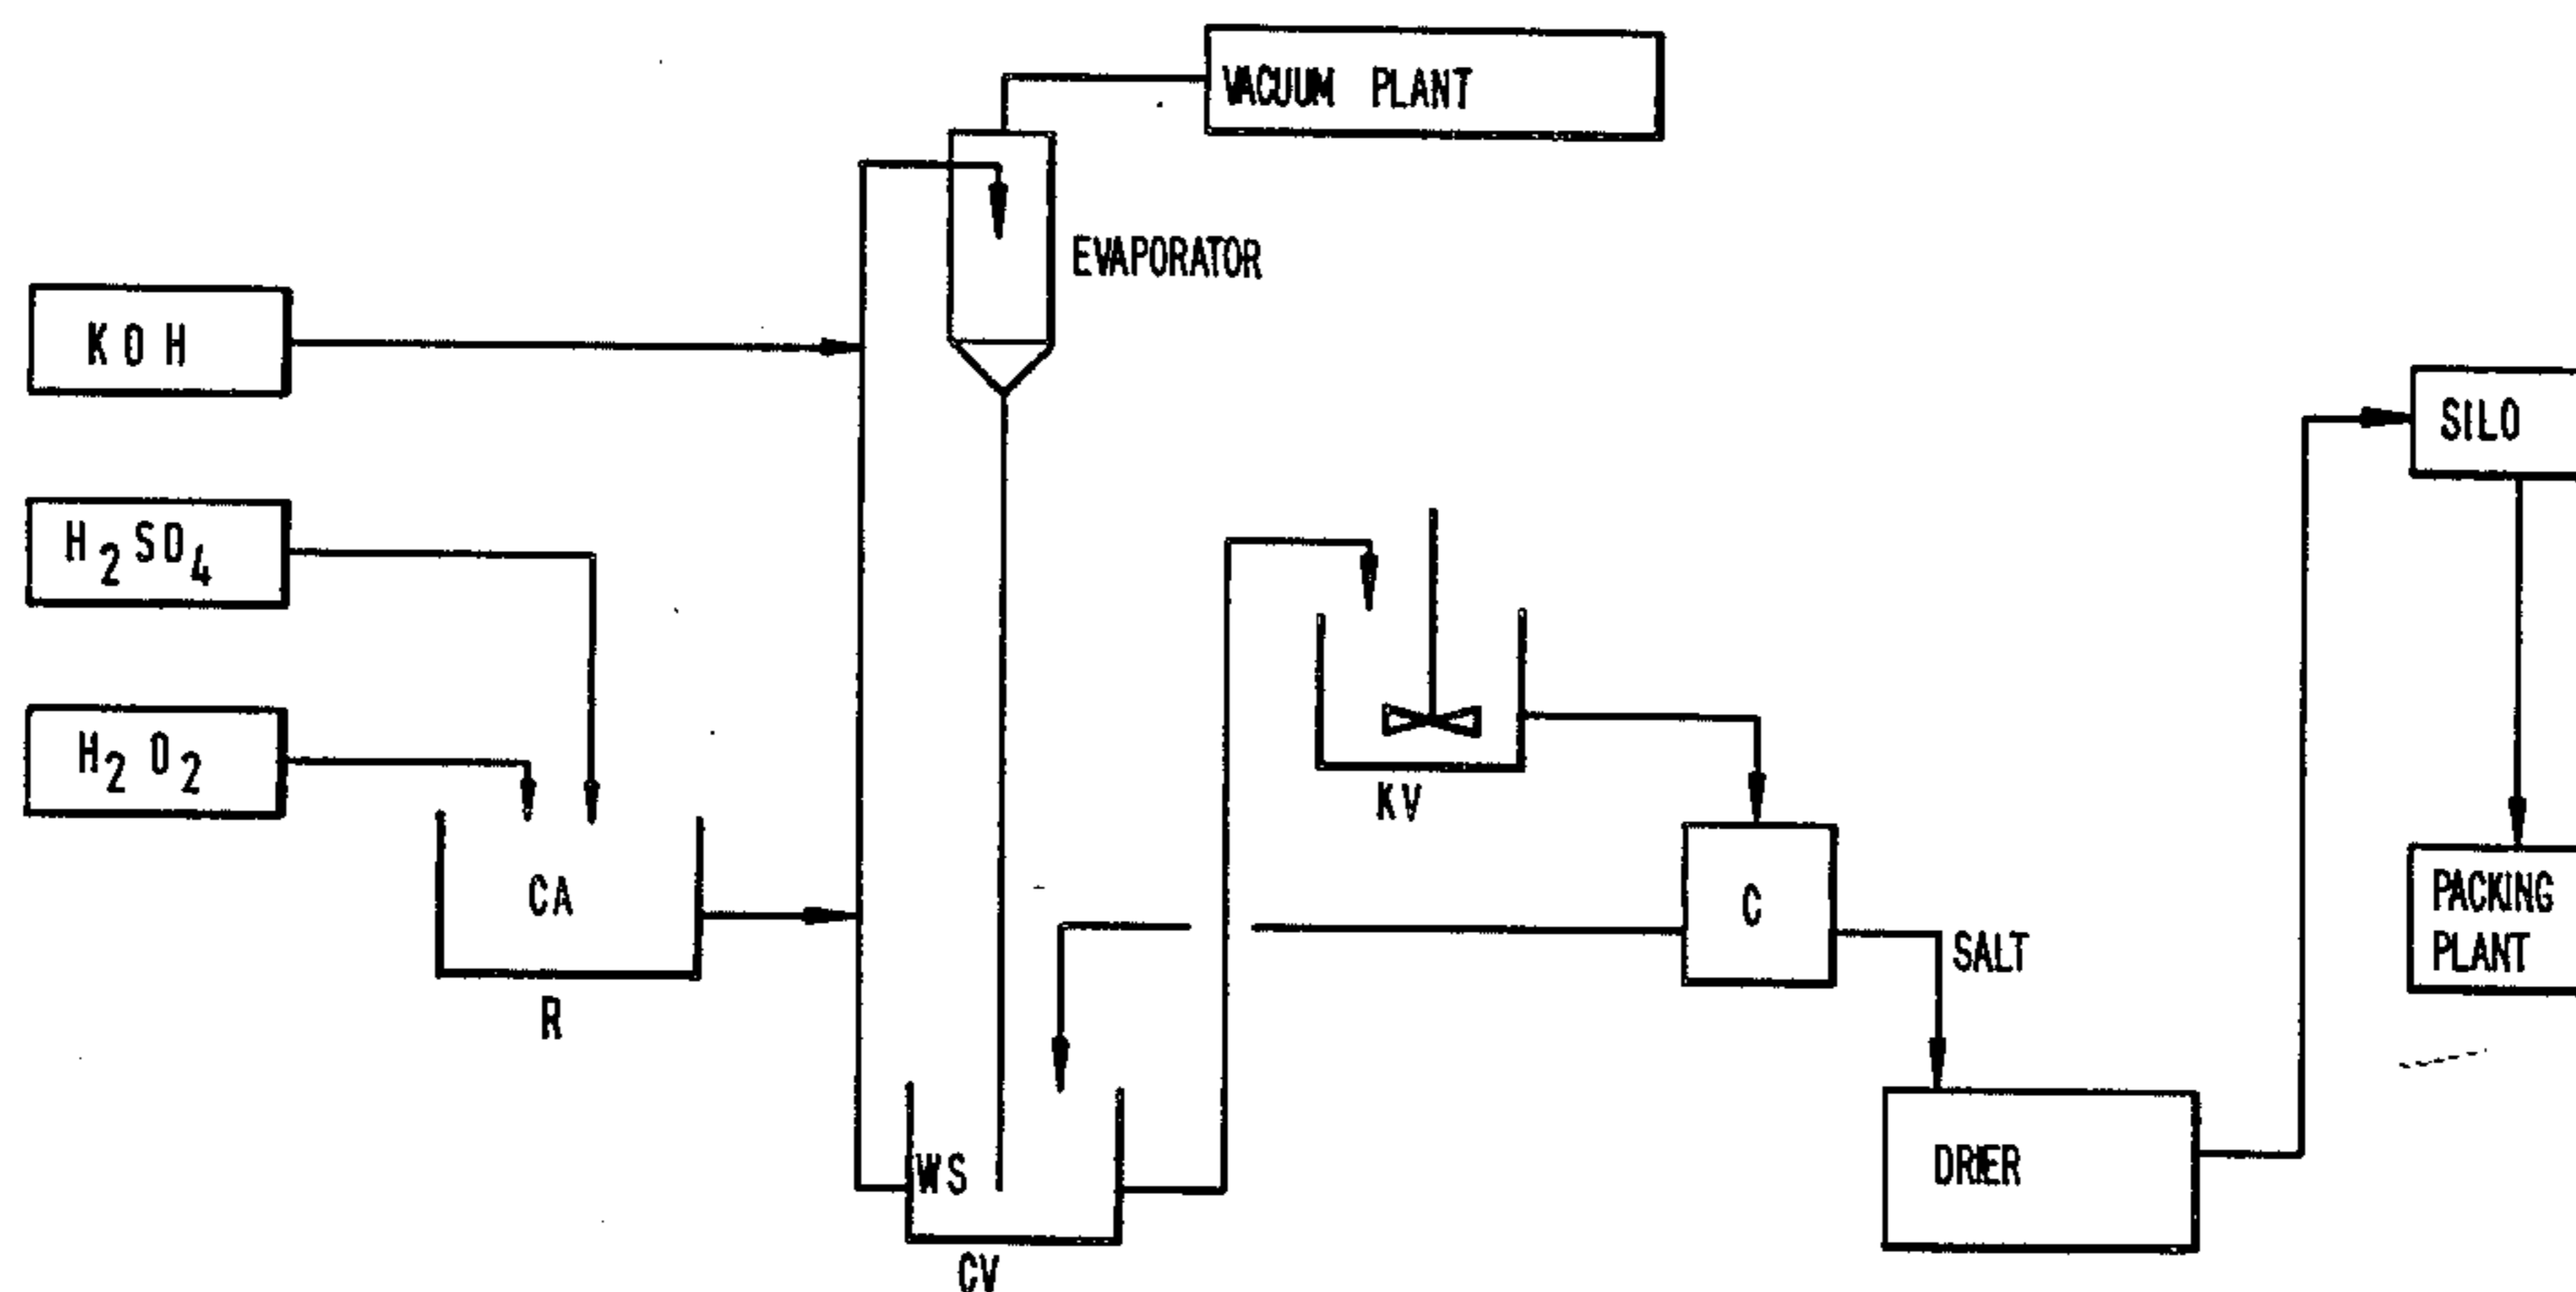 VACUUM PLANT
EVAPORATOR
KOH
H2SO4
H2O2
CA
R
WS
CV
KV
C
SALT
DRIER
SILO
PACKING
PLANT